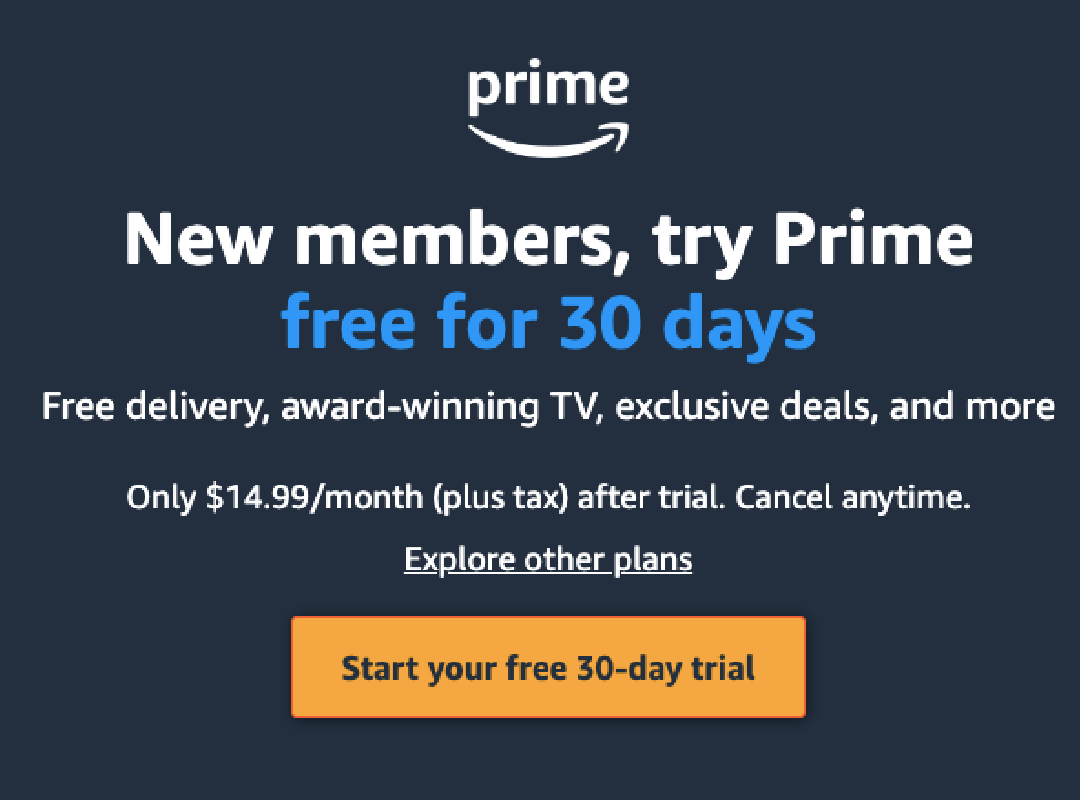 prime
New members, try Prime
free for 30 days
Free delivery, award-winning TV, exclusive deals, and more
Only $14.99/month (plus tax) after trial. Cancel anytime.
Explore other plans
Start your free 30-day trial